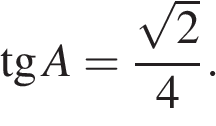 tg A = √2/4.